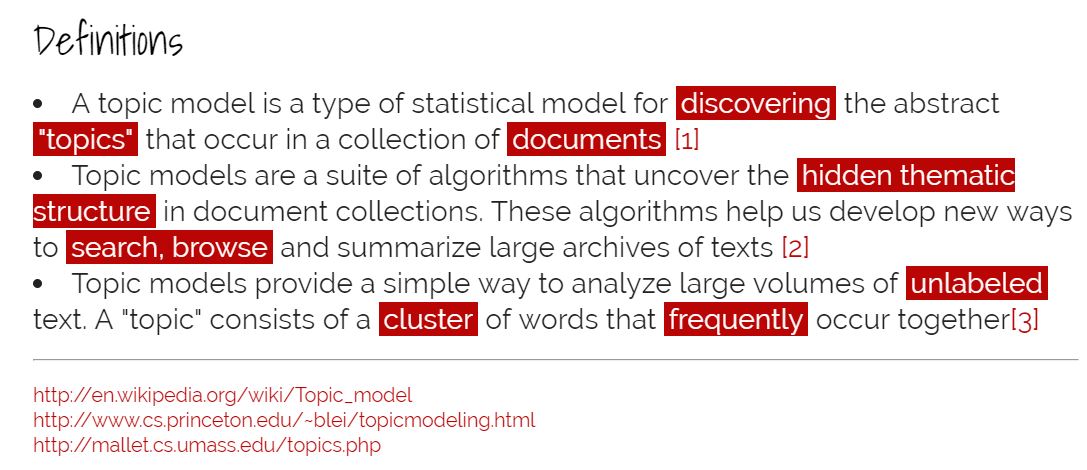 Definitions
• A topic model is a type of statistical model for discovering the abstract
"topics" that occur in a collection of documents [1]
• Topic models are a suite of algorithms that uncover the hidden thematic
structure in document collections. These algorithms help us develop new ways
to search, browse and summarize large archives of texts [2]
• Topic models provide a simple way to analyze large volumes of unlabeled
text. A "topic" consists of a cluster of words that frequently occur together[3]
http://en.wikipedia.org/wiki/Topic_model
http://www.cs.princeton.edu/~blei/topicmodeling.html
http://mallet.cs.umass.edu/topics.php